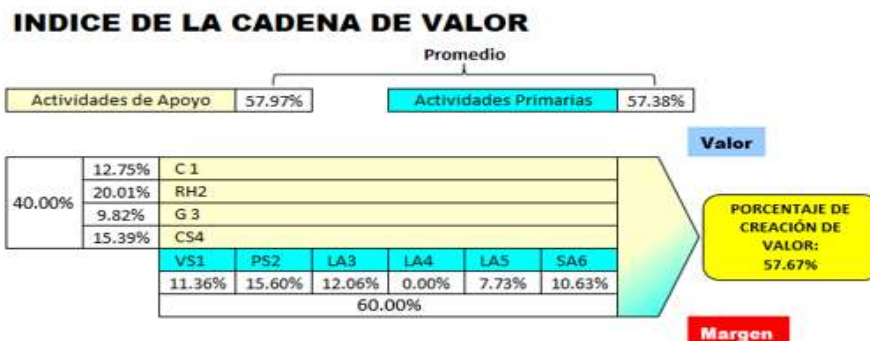 INDICE DE LA CADENA DE VALOR
Promedio
Actividades de Apoyo 57.97% Actividades Primarias 57.38%
Valor
40.00%
12.75% C 1
20.01% RH2
9.82% G 3
15.39% CS4
VS1 PS2 LA3 LA4 LA5 SA6
11.36% 15.60% 12.06% 0.00% 7.73% 10.63%
60.00%
PORCENTAJE DE
CREACIÓN DE
VALOR:
57.67%
Margen